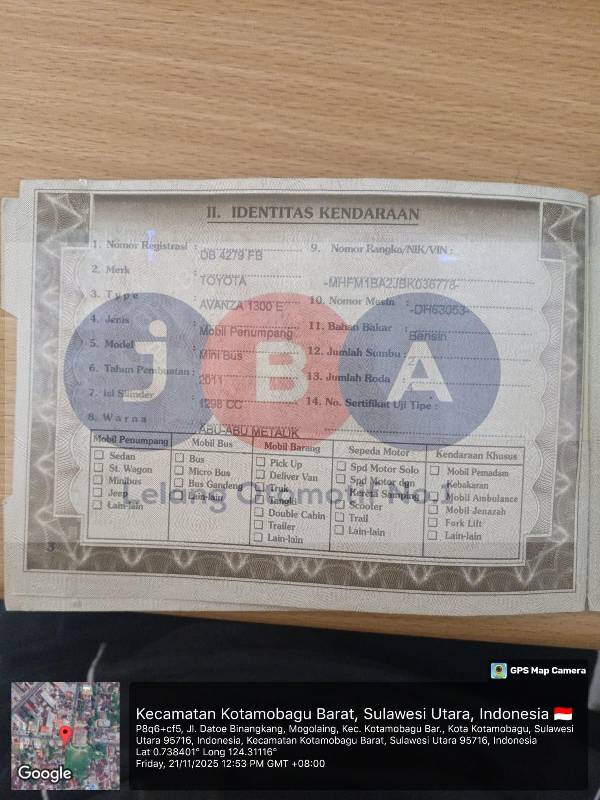 II. IDENTITAS KENDARAAN
1. Nomor Registrasi : DB 4279 FB
2. Merk : TOYOTA
3. Type : AVANZA 1300 E
4. Jenis : Mobil Penumpang
5. Model : Mini Bus
6. Tahun Pembuatan : 2011
7. Isi Silinder : 1298 CC
8. Warna : ABU-ABU METALIK
9. Nomor Rangka/NIK/VIN :
-MHFM1BA2JBK036778-
10. Nomor Mesin : -DH63053-
11. Bahan Bakar : Bensin
12. Jumlah Sumbu : 2
13. Jumlah Roda :
14. No. Sertifikat Uji Tipe :
jBA
Lelang Otomotif No.1
Mobil Penumpang
Sedan
St. Wagon
Minibus
Jeep
Lain-lain
Mobil Bus
Bus
Micro Bus
Bus Gandeng
Lain-lain
Mobil Barang
Pick Up
Deliver Van
Truk
Tangki
Double Cabin
Trailer
Lain-lain
Sepeda Motor
Spd Motor Solo
Spd Motor dgn
Kereta Samping
Scooter
Trail
Lain-lain
Kendaraan Khusus
Mobil Pemadam
Kebakaran
Mobil Ambulance
Mobil Jenazah
Fork Lift
Lain-lain
GPS Map Camera
Kecamatan Kotamobagu Barat, Sulawesi Utara, Indonesia 🇮🇩
P8q6+cf5, Jl. Datoe Binangkang, Mogolaing, Kec. Kotamobagu Bar., Kota Kotamobagu, Sulawesi
Utara 95716, Indonesia, Kecamatan Kotamobagu Barat, Sulawesi Utara 95716, Indonesia
Lat 0.738401° Long 124.31116°
Friday, 21/11/2025 12:53 PM GMT +08:00
Google